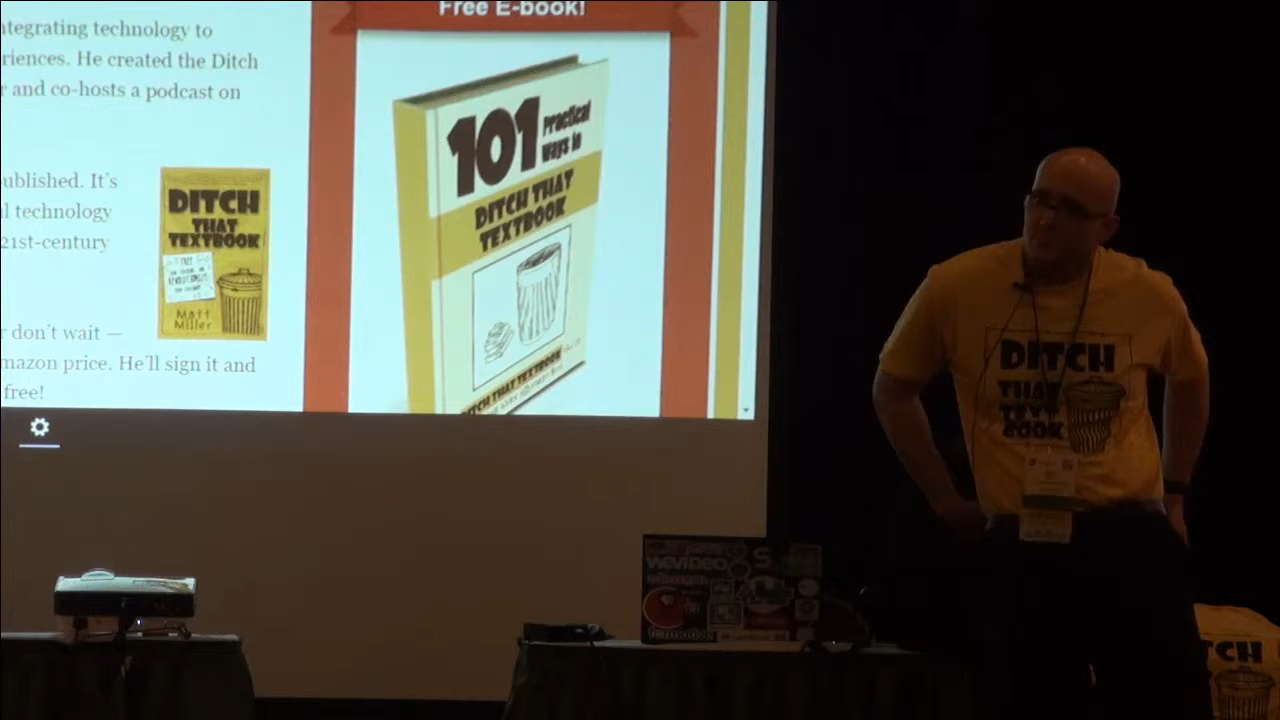 Free E-book!
ntegrating technology to
riences. He created the Ditch
r and co-hosts a podcast on
ublished. It's
l technology
21st-century
r don't wait —
mazon price. He'll sign it and
free!
DITCH
THAT
TEXTBOOK
FREE
REVOLUTIONIZE
Matt
Miller
101
Practical
Ways to
DITCH THAT
TEXTBOOK
DITCH THAT TEXTBOOK
DITCH
THAT
TEXT
BOOK
WEVIDEO
TCH